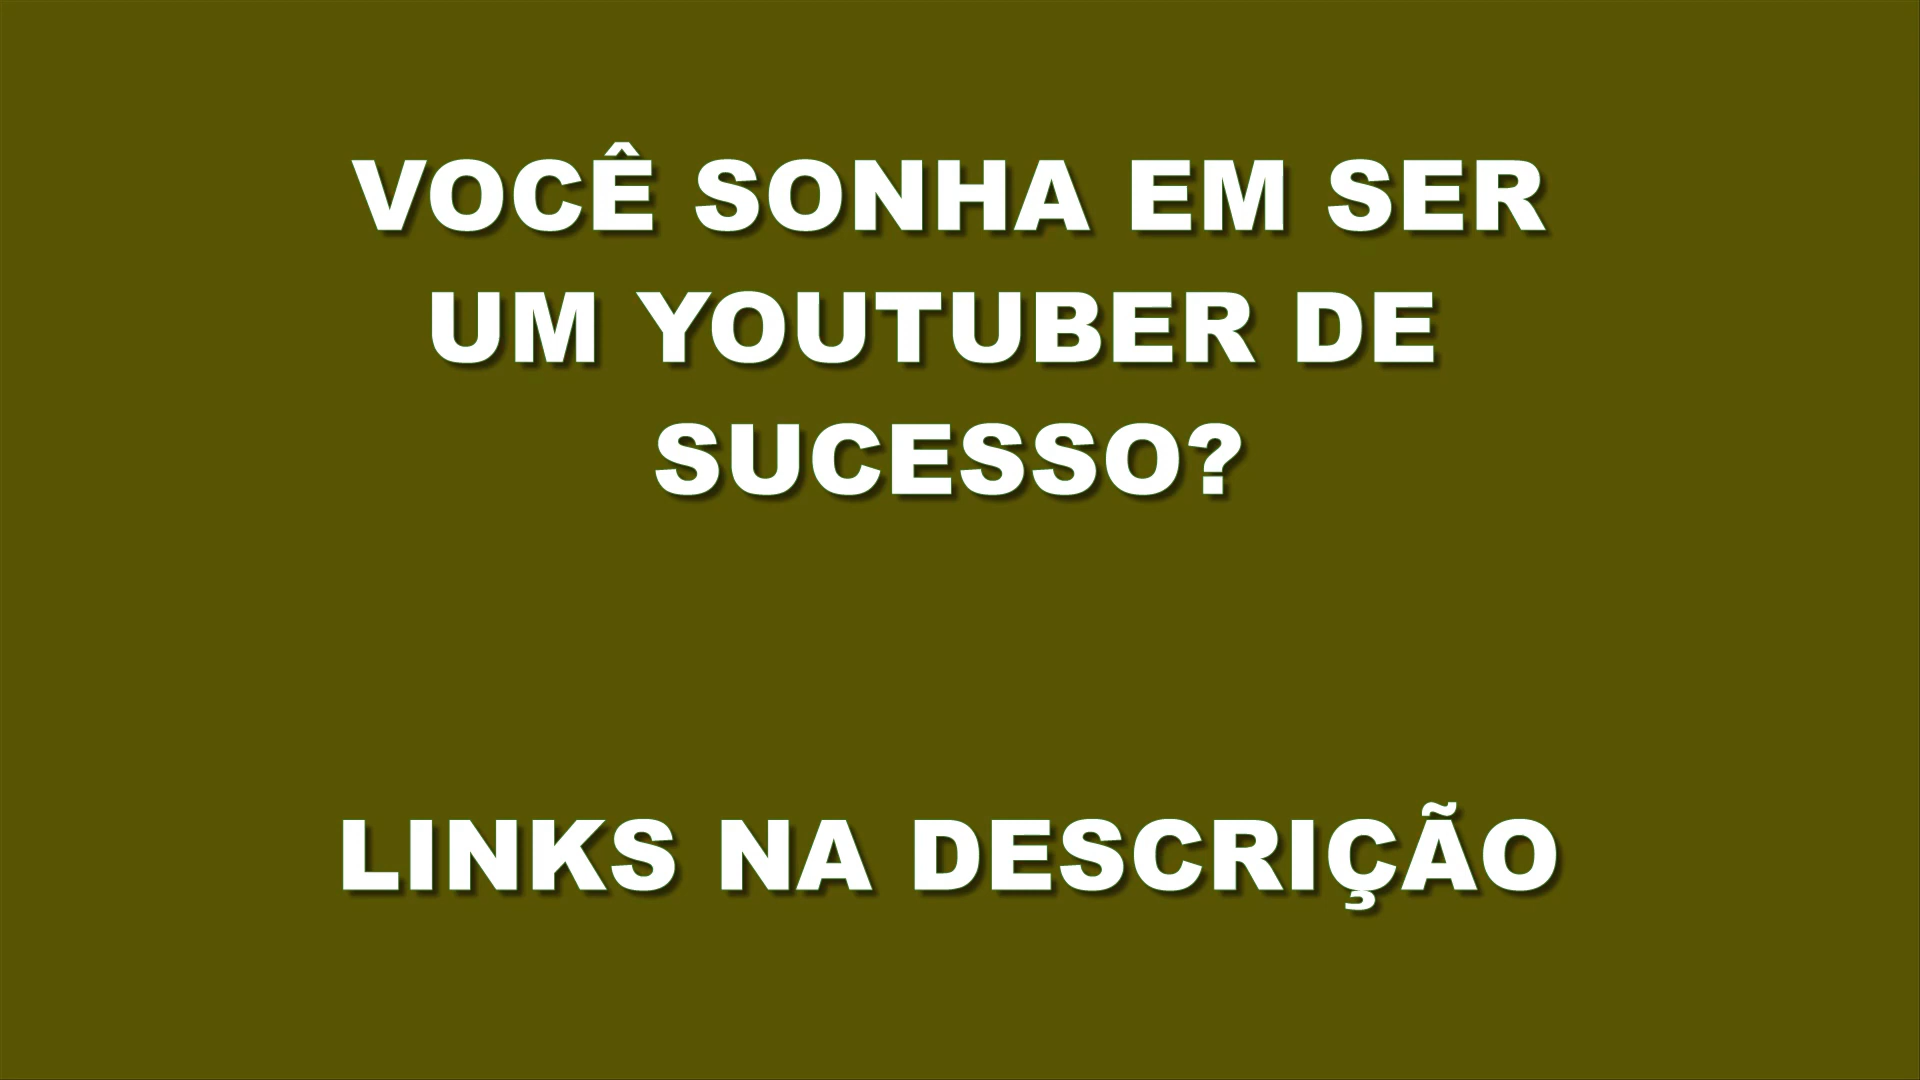 VOCÊ SONHA EM SER
UM YOUTUBER DE
SUCESSO?
LINKS NA DESCRIÇÃO